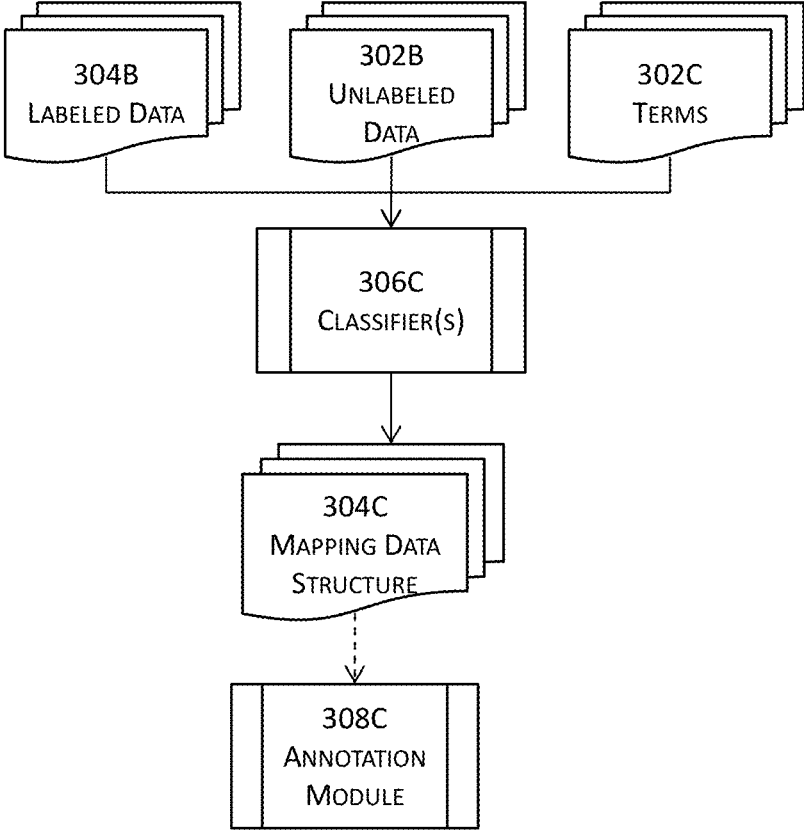 304B
LABELED DATA
302B
UNLABELED
DATA
302C
TERMS
306C
CLASSIFIER(S)
304C
MAPPING DATA
STRUCTURE
308C
ANNOTATION
MODULE